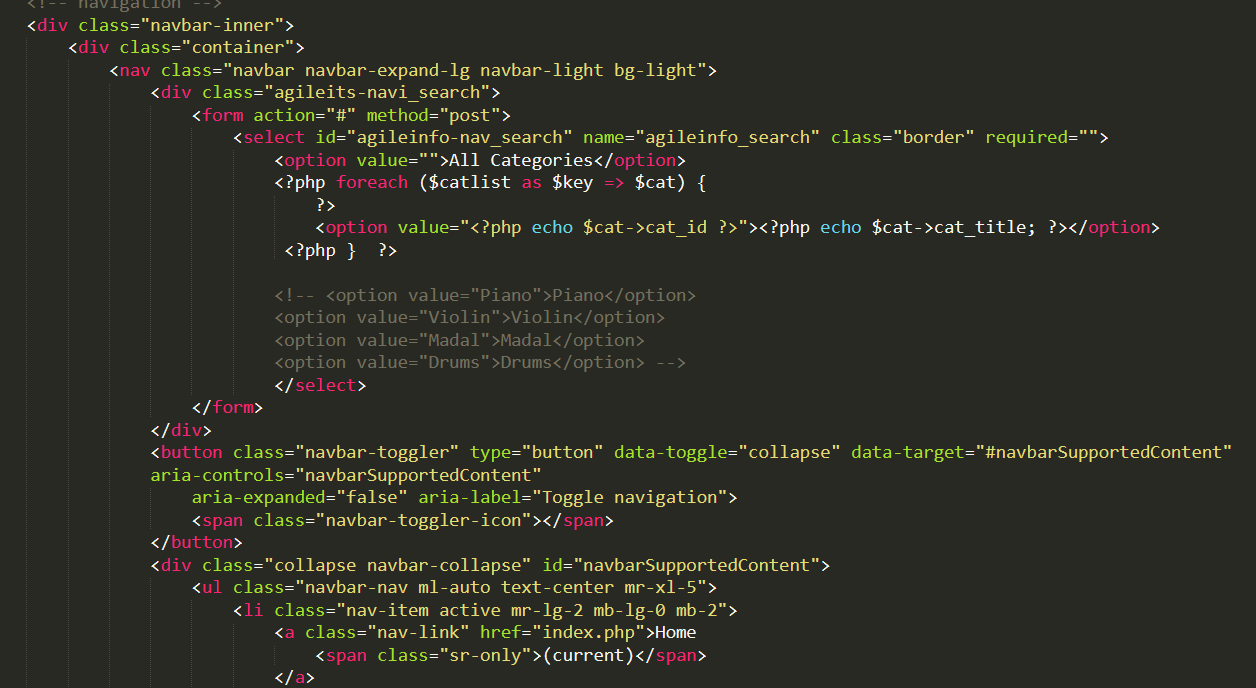 <!-- navigation -->
<div class="navbar-inner">
<div class="container">
<nav class="navbar navbar-expand-lg navbar-light bg-light">
<div class="agileits-navi_search">
<form action="#" method="post">
<select id="agileinfo-nav_search" name="agileinfo_search" class="border" required="">
<option value="">All Categories</option>
<?php foreach ($catlist as $key => $cat) {
?>
<option value="<?php echo $cat->cat_id ?>"><?php echo $cat->cat_title; ?></option>
<?php }  ?>
<!-- <option value="Piano">Piano</option>
<option value="Violin">Violin</option>
<option value="Madal">Madal</option>
<option value="Drums">Drums</option> -->
</select>
</form>
</div>
<button class="navbar-toggler" type="button" data-toggle="collapse" data-target="#navbarSupportedContent"
aria-controls="navbarSupportedContent"
aria-expanded="false" aria-label="Toggle navigation">
<span class="navbar-toggler-icon"></span>
</button>
<div class="collapse navbar-collapse" id="navbarSupportedContent">
<ul class="navbar-nav ml-auto text-center mr-xl-5">
<li class="nav-item active mr-lg-2 mb-lg-0 mb-2">
<a class="nav-link" href="index.php">Home
<span class="sr-only">(current)</span>
</a>